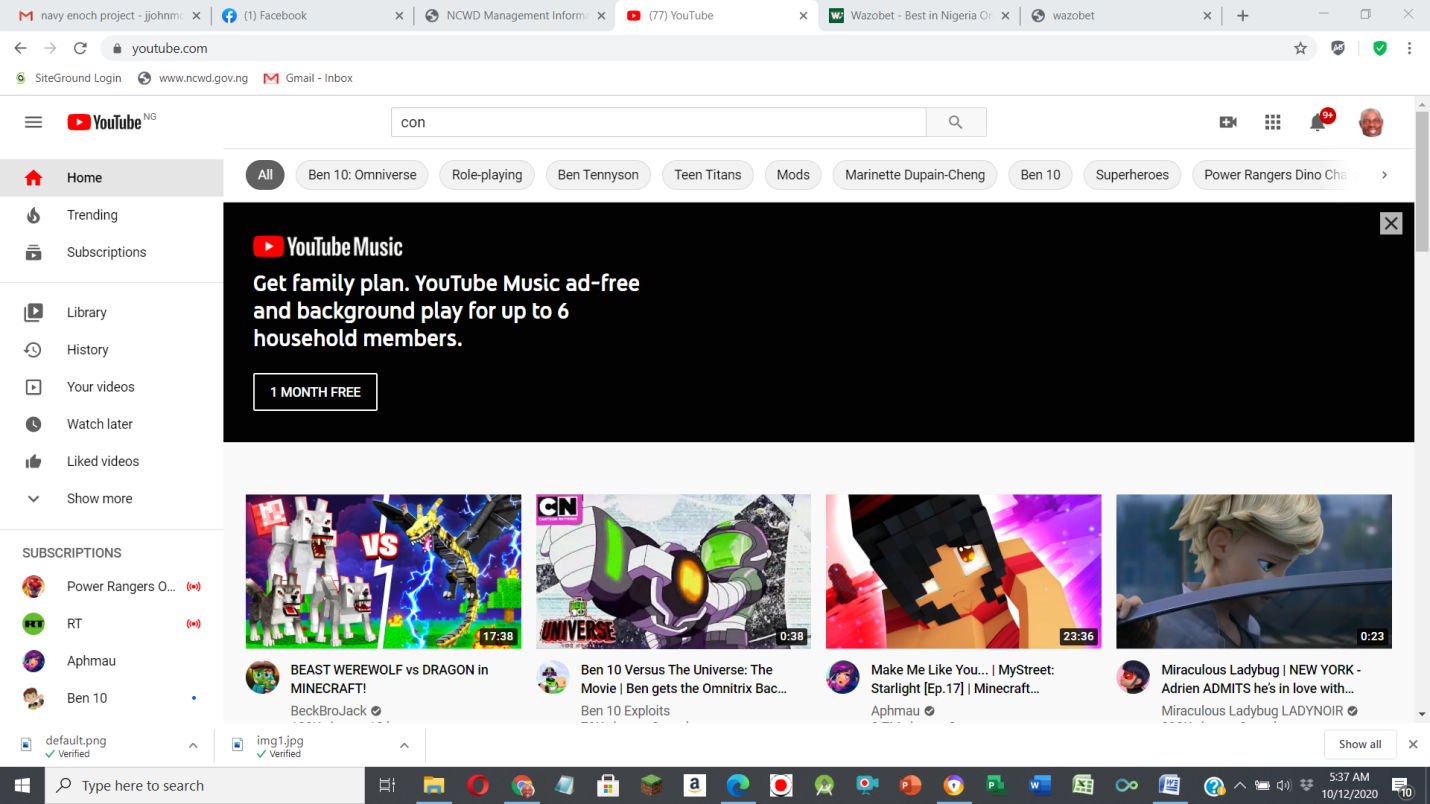 navy enoch project - jjohnmo
(1) Facebook
NCWD Management Informa
(77) YouTube
Wazobet - Best in Nigeria On
wazobet
youtube.com
SiteGround Login
www.ncwd.gov.ng
Gmail - Inbox
YouTube NG
con
9+
Home
Trending
Subscriptions
Library
History
Your videos
Watch later
Liked videos
Show more
SUBSCRIPTIONS
Power Rangers O...
RT
Aphmau
Ben 10
All
Ben 10: Omniverse
Role-playing
Ben Tennyson
Teen Titans
Mods
Marinette Dupain-Cheng
Ben 10
Superheroes
Power Rangers Dino Cha
YouTube Music
Get family plan. YouTube Music ad-free
and background play for up to 6
household members.
1 MONTH FREE
VS
17:38
BEAST WEREWOLF vs DRAGON in
MINECRAFT!
BeckBroJack
CN
CARTOON NETWORK
UNIVERSE
0:38
Ben 10 Versus The Universe: The
Movie | Ben gets the Omnitrix Bac...
Ben 10 Exploits
23:36
Make Me Like You... | MyStreet:
Starlight [Ep.17] | Minecraft...
Aphmau
0:23
Miraculous Ladybug | NEW YORK -
Adrien ADMITS he's in love with...
Miraculous Ladybug LADYNOIR
default.png
Verified
img1.jpg
Verified
Show all
Type here to search
5:37 AM
10/12/2020
10